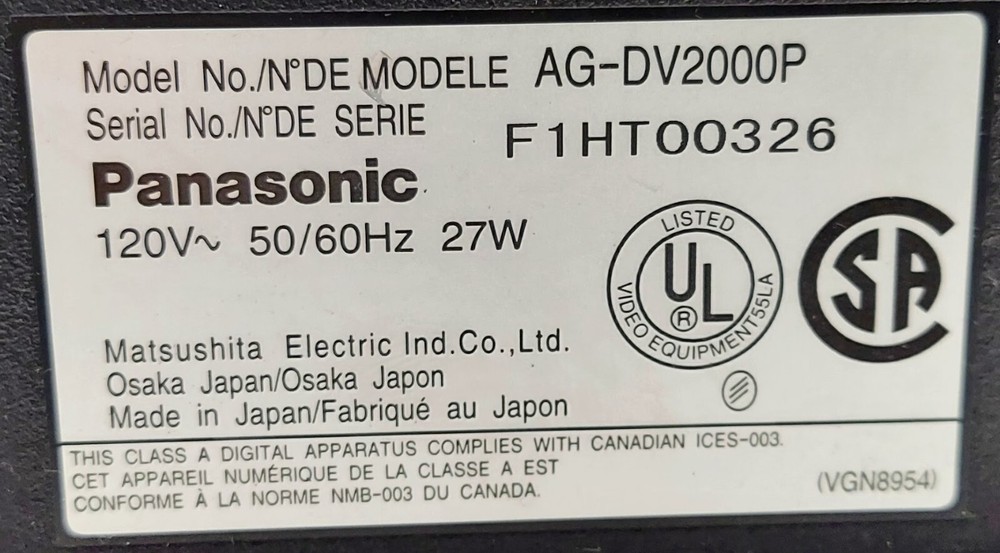 Model No./N°DE MODELE AG-DV2000P
Serial No./N°DE SERIE F1HT00326
Panasonic
120V~ 50/60Hz 27W
LISTED
UL
®
VIDEO EQUIPMENT 55LA
SA
Matsushita Electric Ind.Co.,Ltd.
Osaka Japan/Osaka Japon
Made in Japan/Fabriqué au Japon
THIS CLASS A DIGITAL APPARATUS COMPLIES WITH CANADIAN ICES-003.
CET APPAREIL NUMÉRIQUE DE LA CLASSE A EST
CONFORME À LA NORME NMB-003 DU CANADA.
(VGN8954)